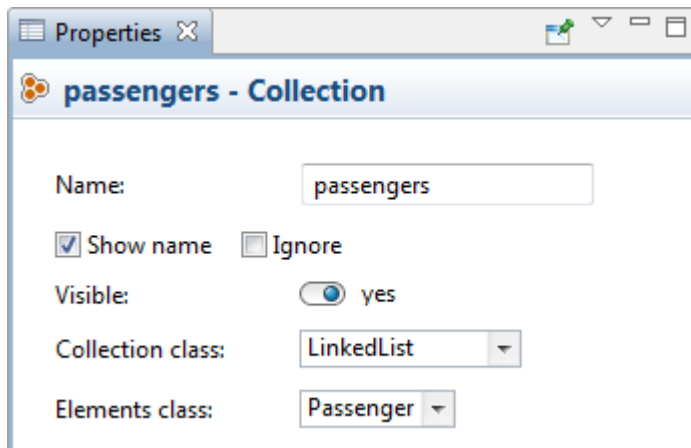 Properties
passengers - Collection
Name: passengers
Show name Ignore
Visible: yes
Collection class: LinkedList
Elements class: Passenger